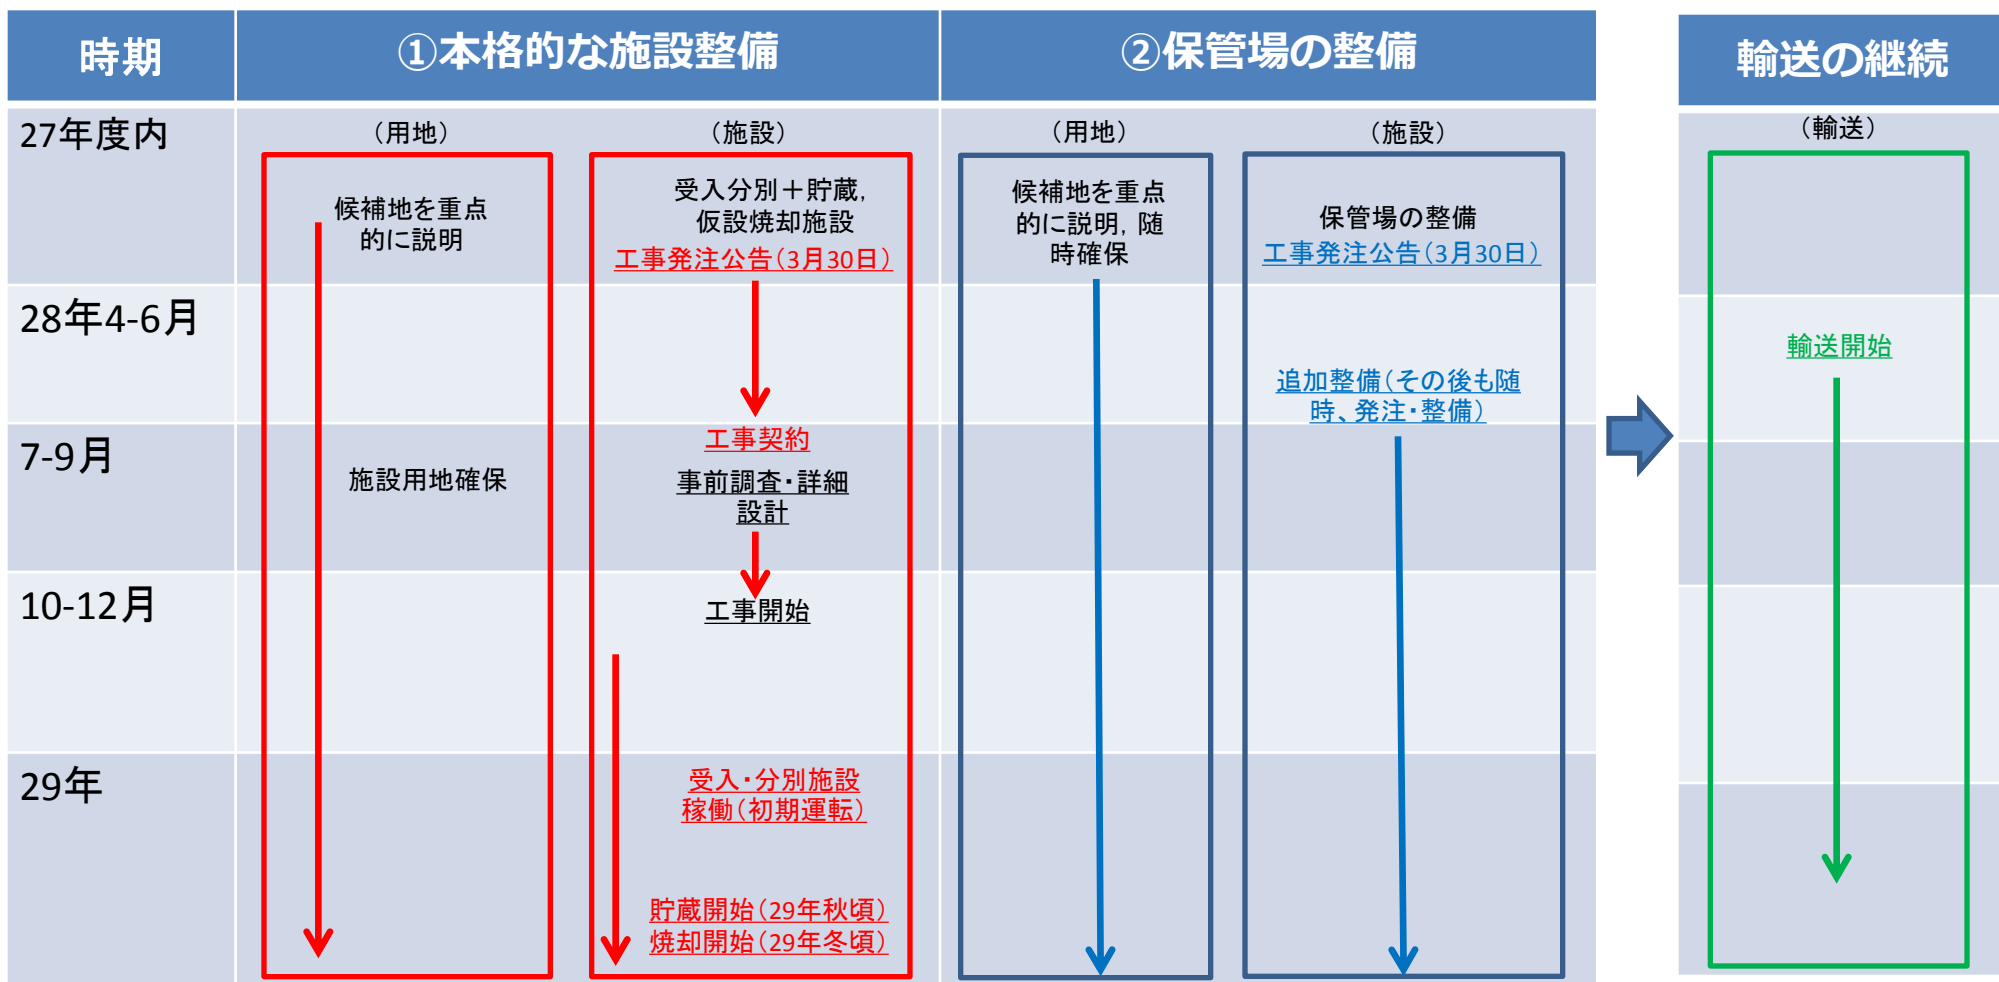 時期
①本格的な施設整備
②保管場の整備
輸送の継続
27年度内
（用地）
（施設）
（用地）
（施設）
（輸送）
候補地を重点
的に説明
受入分別＋貯蔵，
仮設焼却施設
工事発注公告（3月30日）
候補地を重点
的に説明，随
時確保
保管場の整備
工事発注公告（3月30日）
28年4-6月
輸送開始
追加整備（その後も随
時、発注・整備）
7-9月
施設用地確保
工事契約
事前調査・詳細
設計
10-12月
工事開始
29年
受入・分別施設
稼働（初期運転）
貯蔵開始（29年秋頃）
焼却開始（29年冬頃）